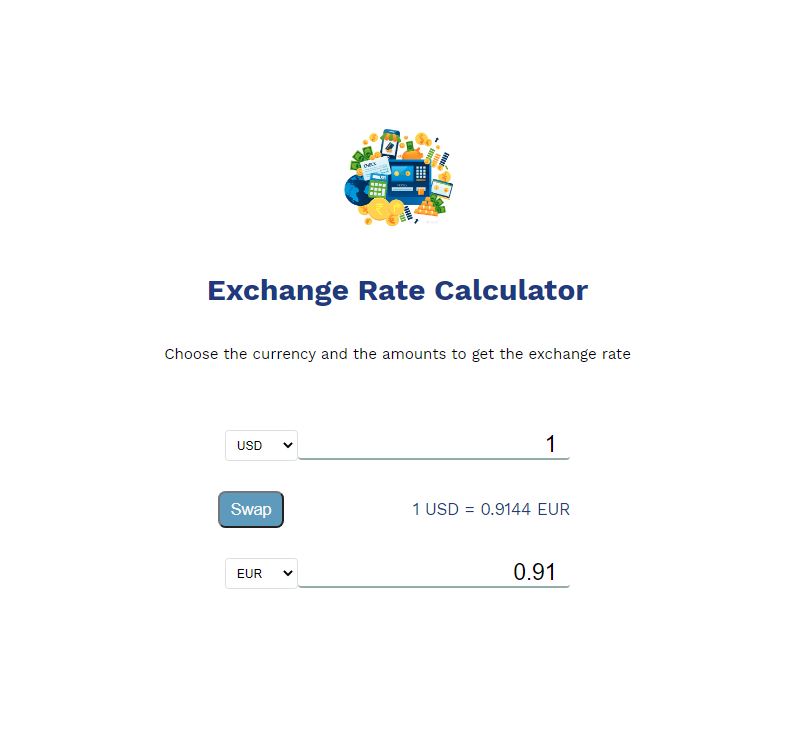 Exchange Rate Calculator
Choose the currency and the amounts to get the exchange rate
USD 1
Swap 1 USD = 0.9144 EUR
EUR 0.91